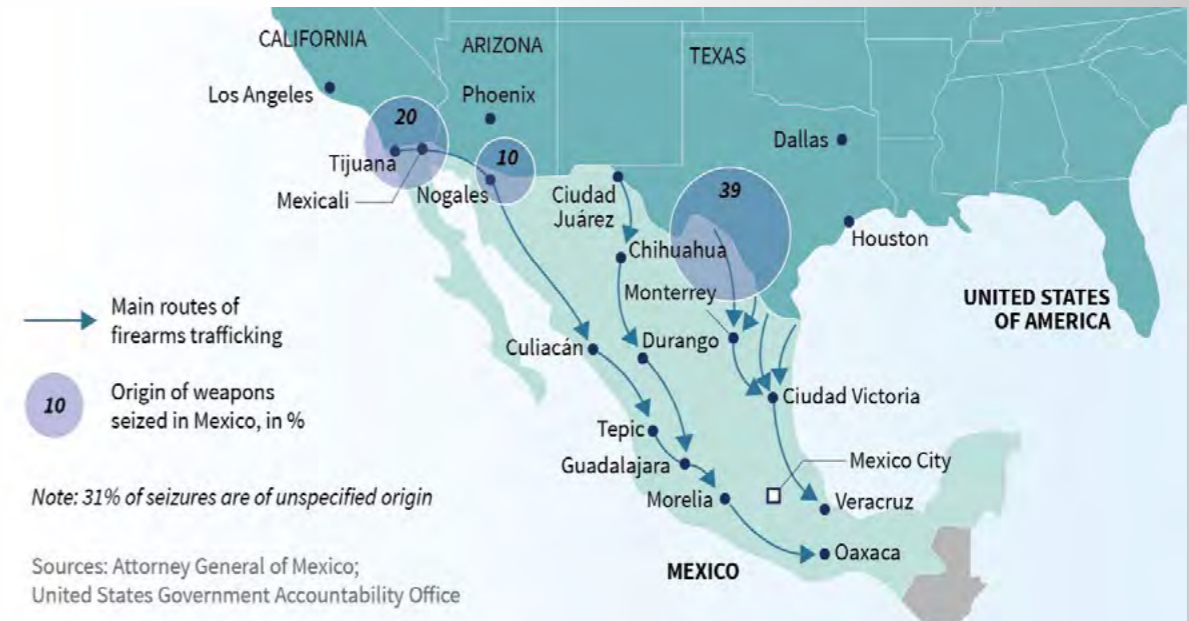 CALIFORNIA
ARIZONA
TEXAS
Los Angeles
Phoenix
Dallas
20
10
39
Tijuana
Mexicali
Nogales
Ciudad
Juárez
Houston
Chihuahua
Monterrey
UNITED STATES
OF AMERICA
Main routes of
firearms trafficking
Culiacán
Durango
Ciudad Victoria
10
Origin of weapons
seized in Mexico, in %
Tepic
Guadalajara
Mexico City
Morelia
Veracruz
Note: 31% of seizures are of unspecified origin
Oaxaca
MEXICO
Sources: Attorney General of Mexico;
United States Government Accountability Office